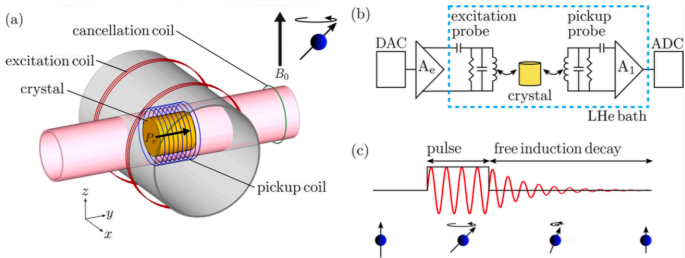 (a)
cancellation coil
excitation coil
crystal
B₀
Pᵣ
pickup coil
z
y
x
(b)
excitation probe
pickup probe
DAC
Aₑ
crystal
A₁
ADC
LHe bath
(c)
pulse
free induction decay